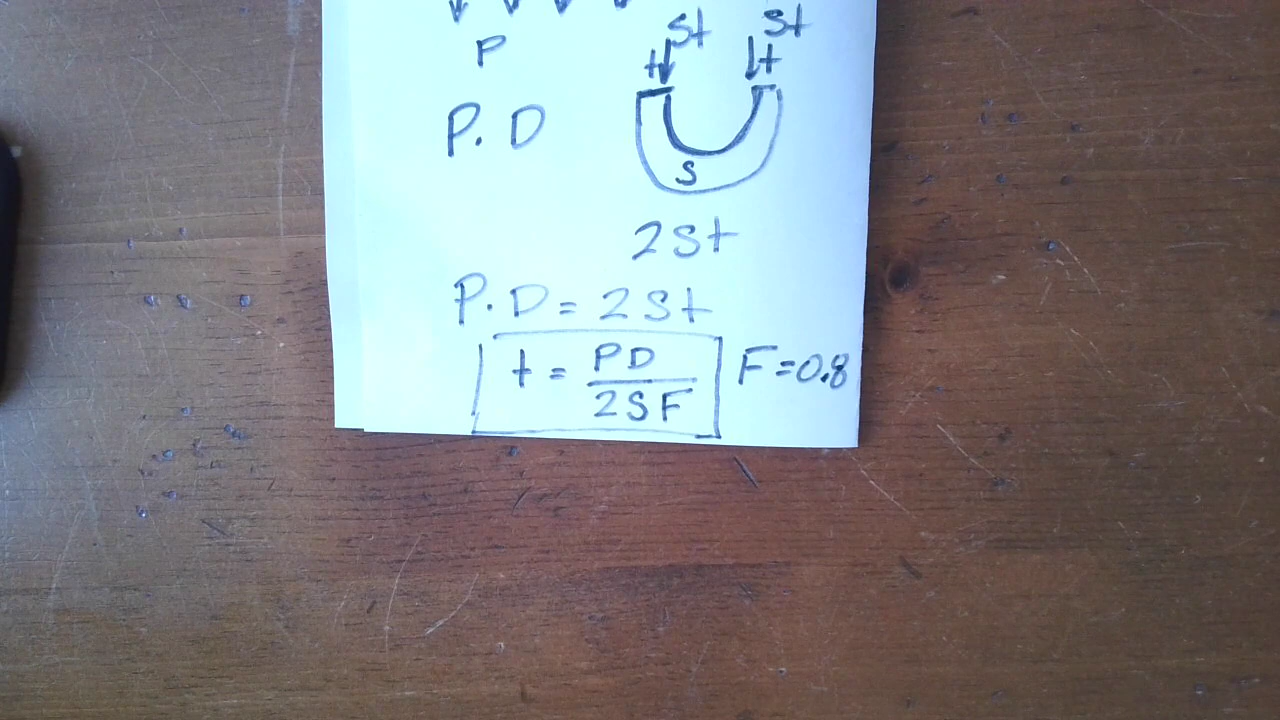 St St
P t t
P. D
S
2St
P. D = 2St
t = PD / 2SF F = 0.8